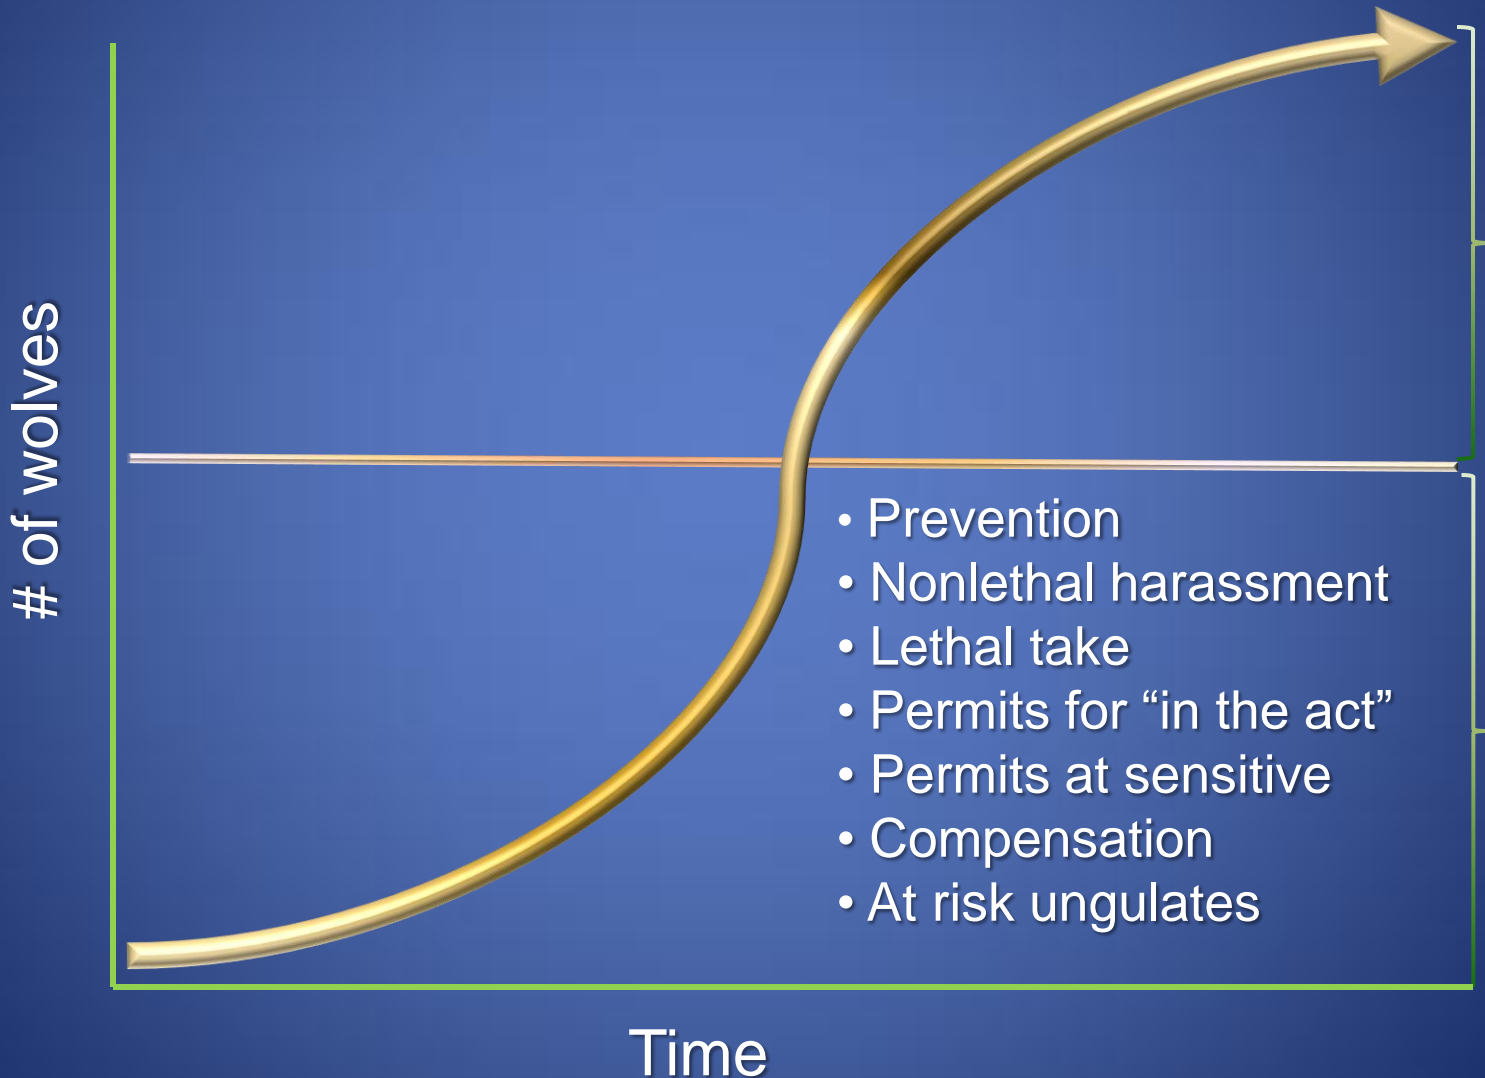 # of wolves
• Prevention
• Nonlethal harassment
• Lethal take
• Permits for “in the act”
• Permits at sensitive
• Compensation
• At risk ungulates
Time